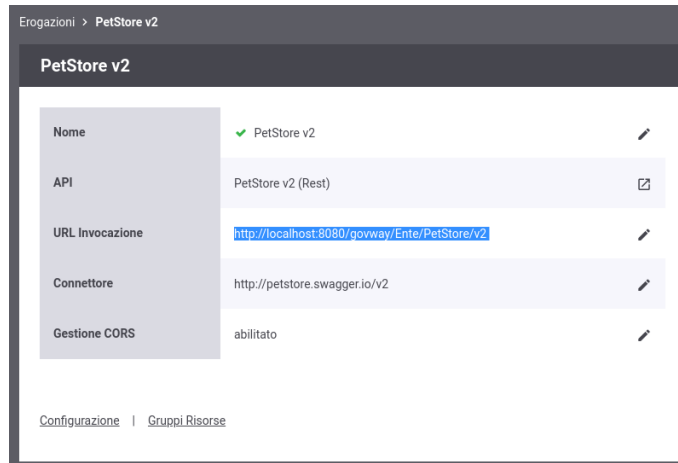 Erogazioni > PetStore v2
PetStore v2
Nome PetStore v2
API PetStore v2 (Rest)
URL Invocazione http://localhost:8080/govway/Ente/PetStore/v2
Connettore http://petstore.swagger.io/v2
Gestione CORS abilitato
Configurazione | Gruppi Risorse